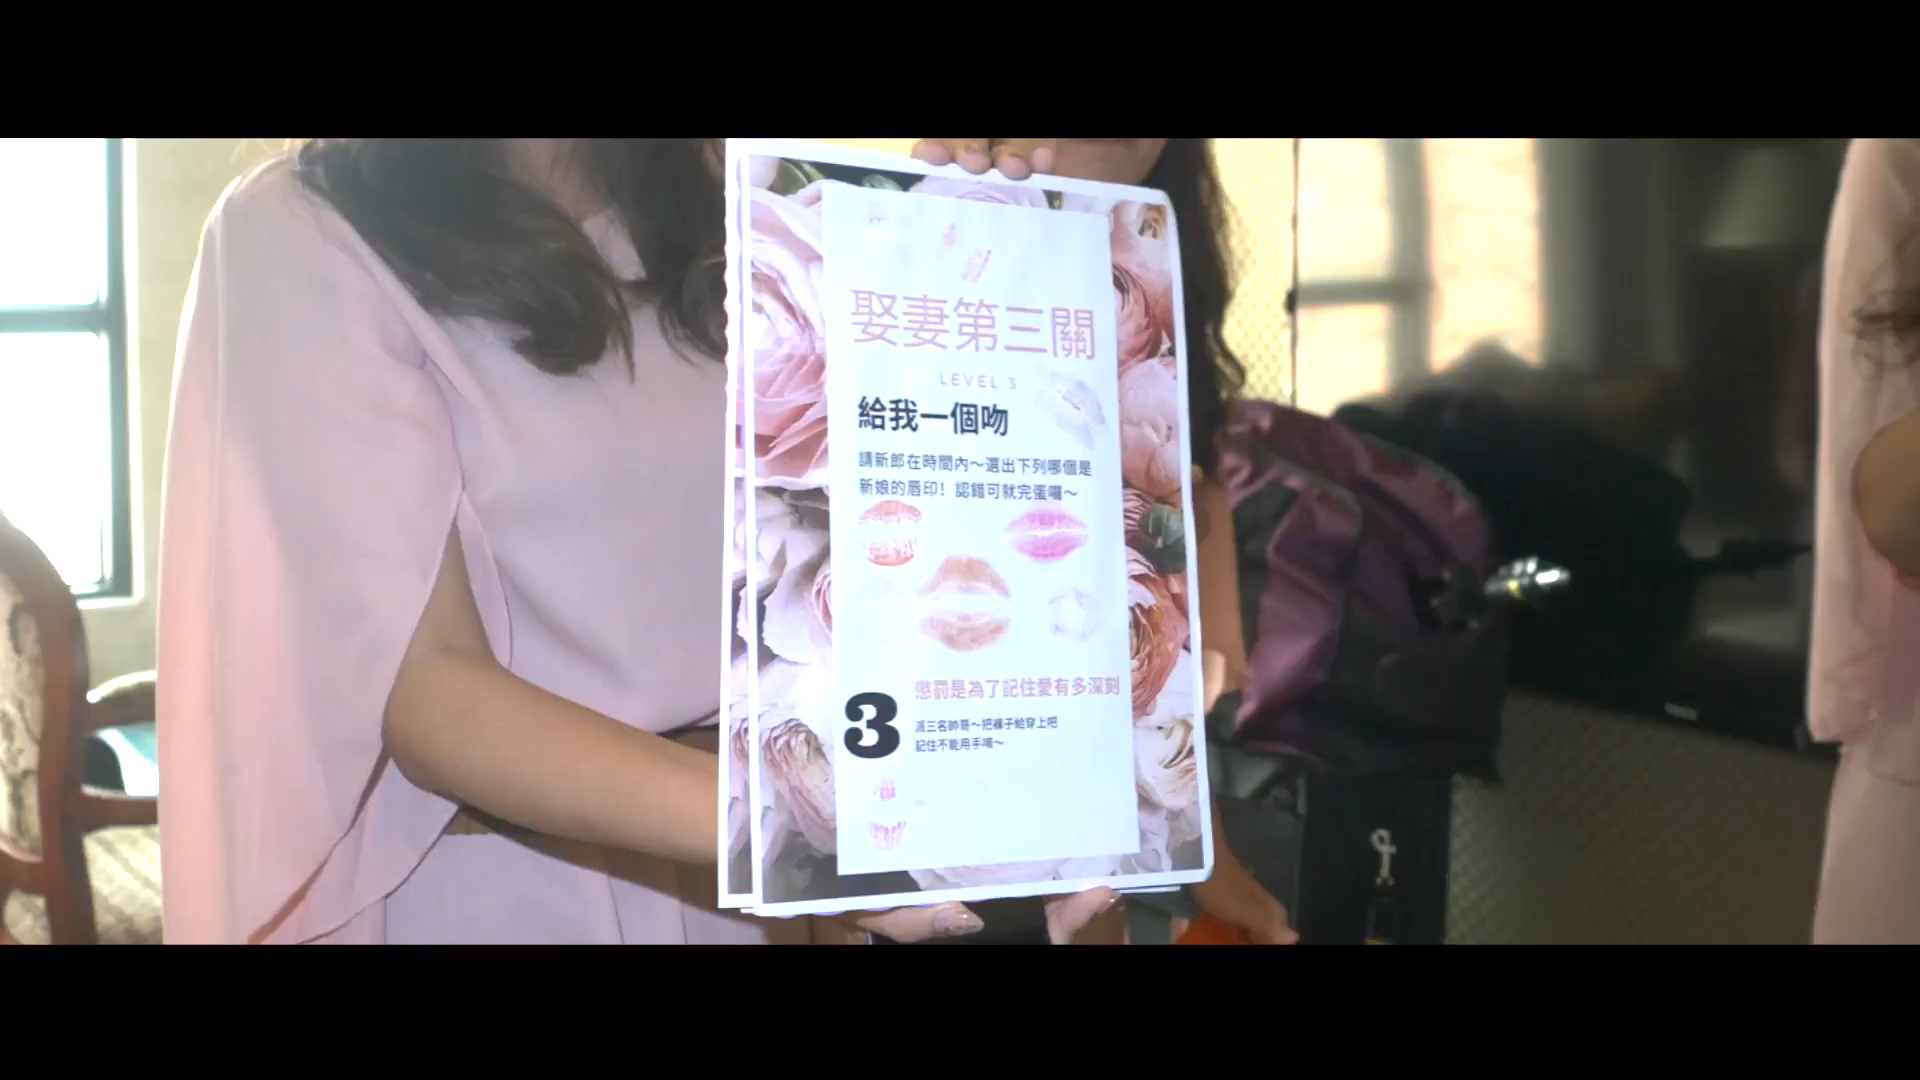 娶妻第三關
LEVEL 3
給我一個吻
請新郎在時間內～選出下列哪個是
新娘的唇印！認錯可就完蛋囉～
懲罰是為了記住愛有多深刻
3
派三名帥哥～把褲子給穿上吧
記住不能用手唷～